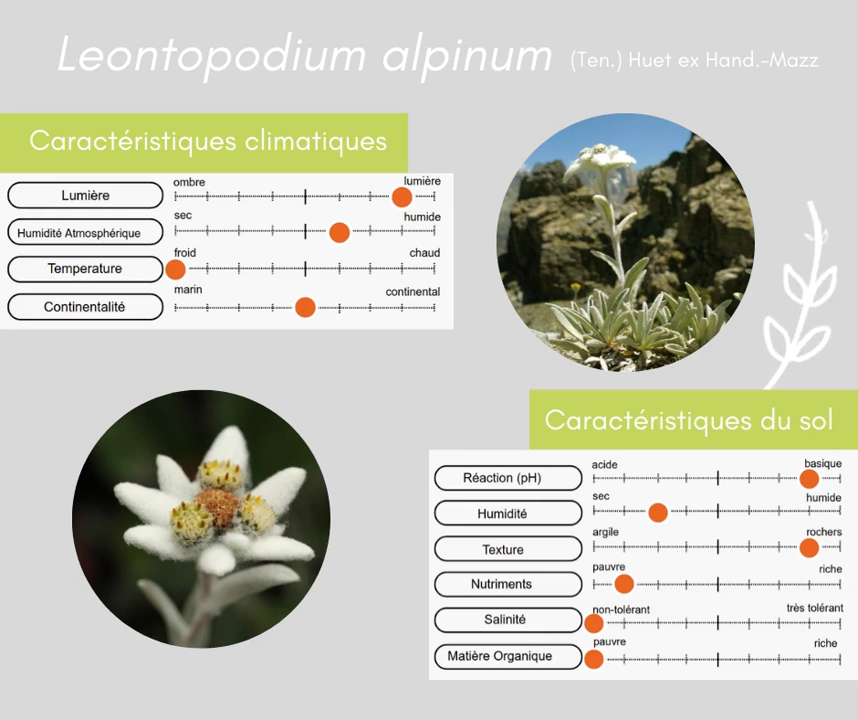 Leontopodium alpinum (Ten.) Huet ex Hand.-Mazz
Caractéristiques climatiques
Lumière
ombre lumière
Humidité Atmosphérique
sec humide
Temperature
froid chaud
Continentalité
marin continental
Caractéristiques du sol
Réaction (pH)
acide basique
Humidité
sec humide
Texture
argile rochers
Nutriments
pauvre riche
Salinité
non-tolérant très tolérant
Matière Organique
pauvre riche